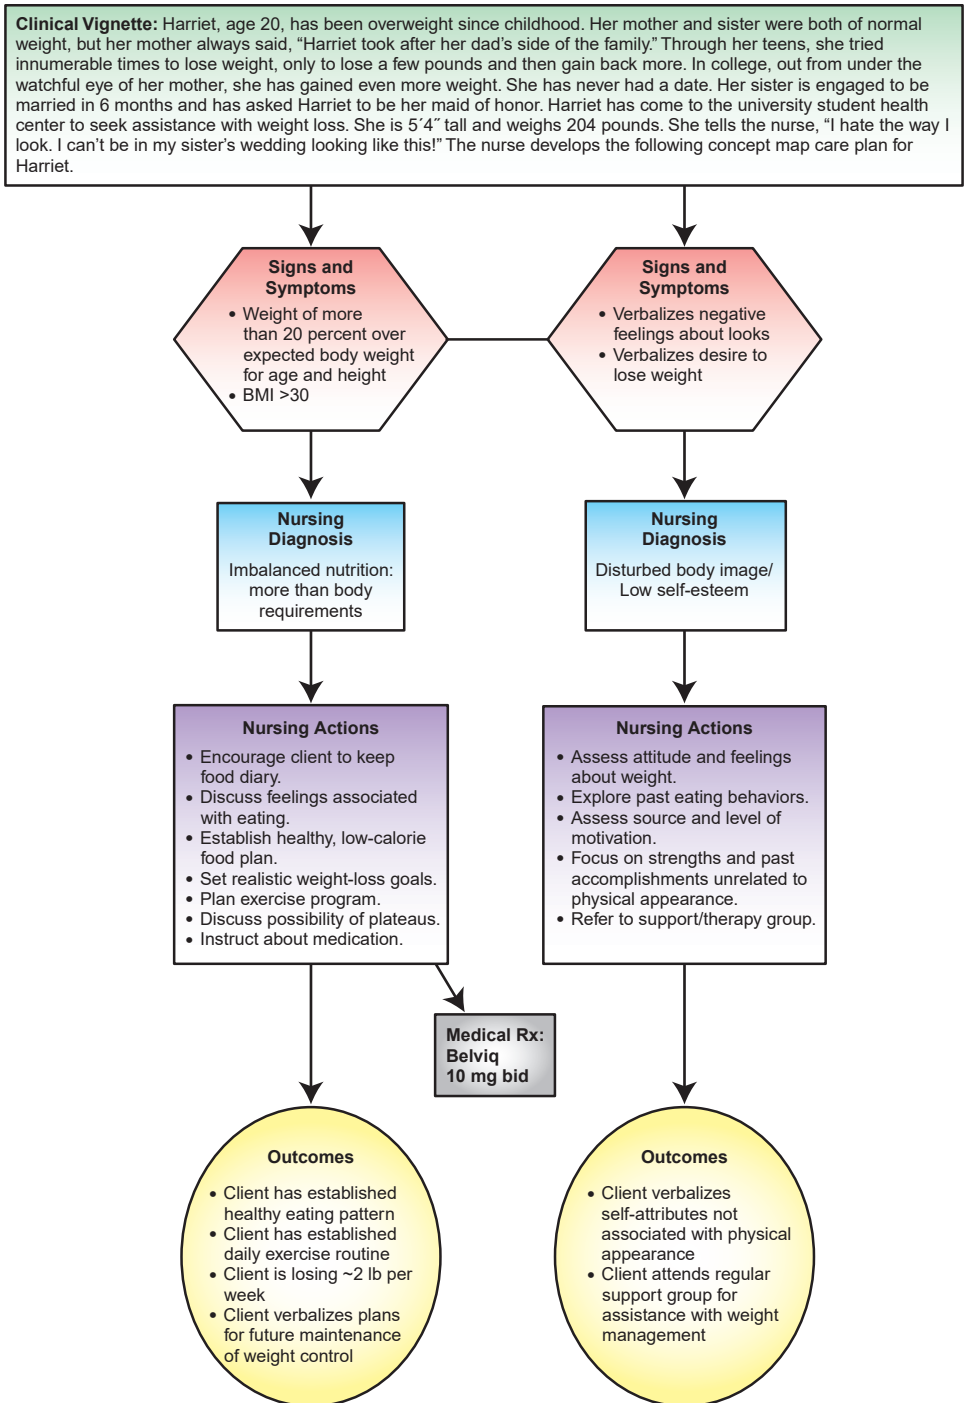 Clinical Vignette: Harriet, age 20, has been overweight since childhood. Her mother and sister were both of normal
weight, but her mother always said, “Harriet took after her dad’s side of the family.” Through her teens, she tried
innumerable times to lose weight, only to lose a few pounds and then gain back more. In college, out from under the
watchful eye of her mother, she has gained even more weight. She has never had a date. Her sister is engaged to be
married in 6 months and has asked Harriet to be her maid of honor. Harriet has come to the university student health
center to seek assistance with weight loss. She is 5´4˝ tall and weighs 204 pounds. She tells the nurse, “I hate the way I
look. I can’t be in my sister’s wedding looking like this!” The nurse develops the following concept map care plan for
Harriet.
Signs and
Symptoms
• Weight of more
than 20 percent over
expected body weight
for age and height
• BMI >30
Signs and
Symptoms
• Verbalizes negative
feelings about looks
• Verbalizes desire to
lose weight
Nursing
Diagnosis
Imbalanced nutrition:
more than body
requirements
Nursing
Diagnosis
Disturbed body image/
Low self-esteem
Nursing Actions
• Encourage client to keep
food diary.
• Discuss feelings associated
with eating.
• Establish healthy, low-calorie
food plan.
• Set realistic weight-loss goals.
• Plan exercise program.
• Discuss possibility of plateaus.
• Instruct about medication.
Nursing Actions
• Assess attitude and feelings
about weight.
• Explore past eating behaviors.
• Assess source and level of
motivation.
• Focus on strengths and past
accomplishments unrelated to
physical appearance.
• Refer to support/therapy group.
Medical Rx:
Belviq
10 mg bid
Outcomes
• Client has established
healthy eating pattern
• Client has established
daily exercise routine
• Client is losing ~2 lb per
week
• Client verbalizes plans
for future maintenance
of weight control
Outcomes
• Client verbalizes
self-attributes not
associated with physical
appearance
• Client attends regular
support group for
assistance with weight
management